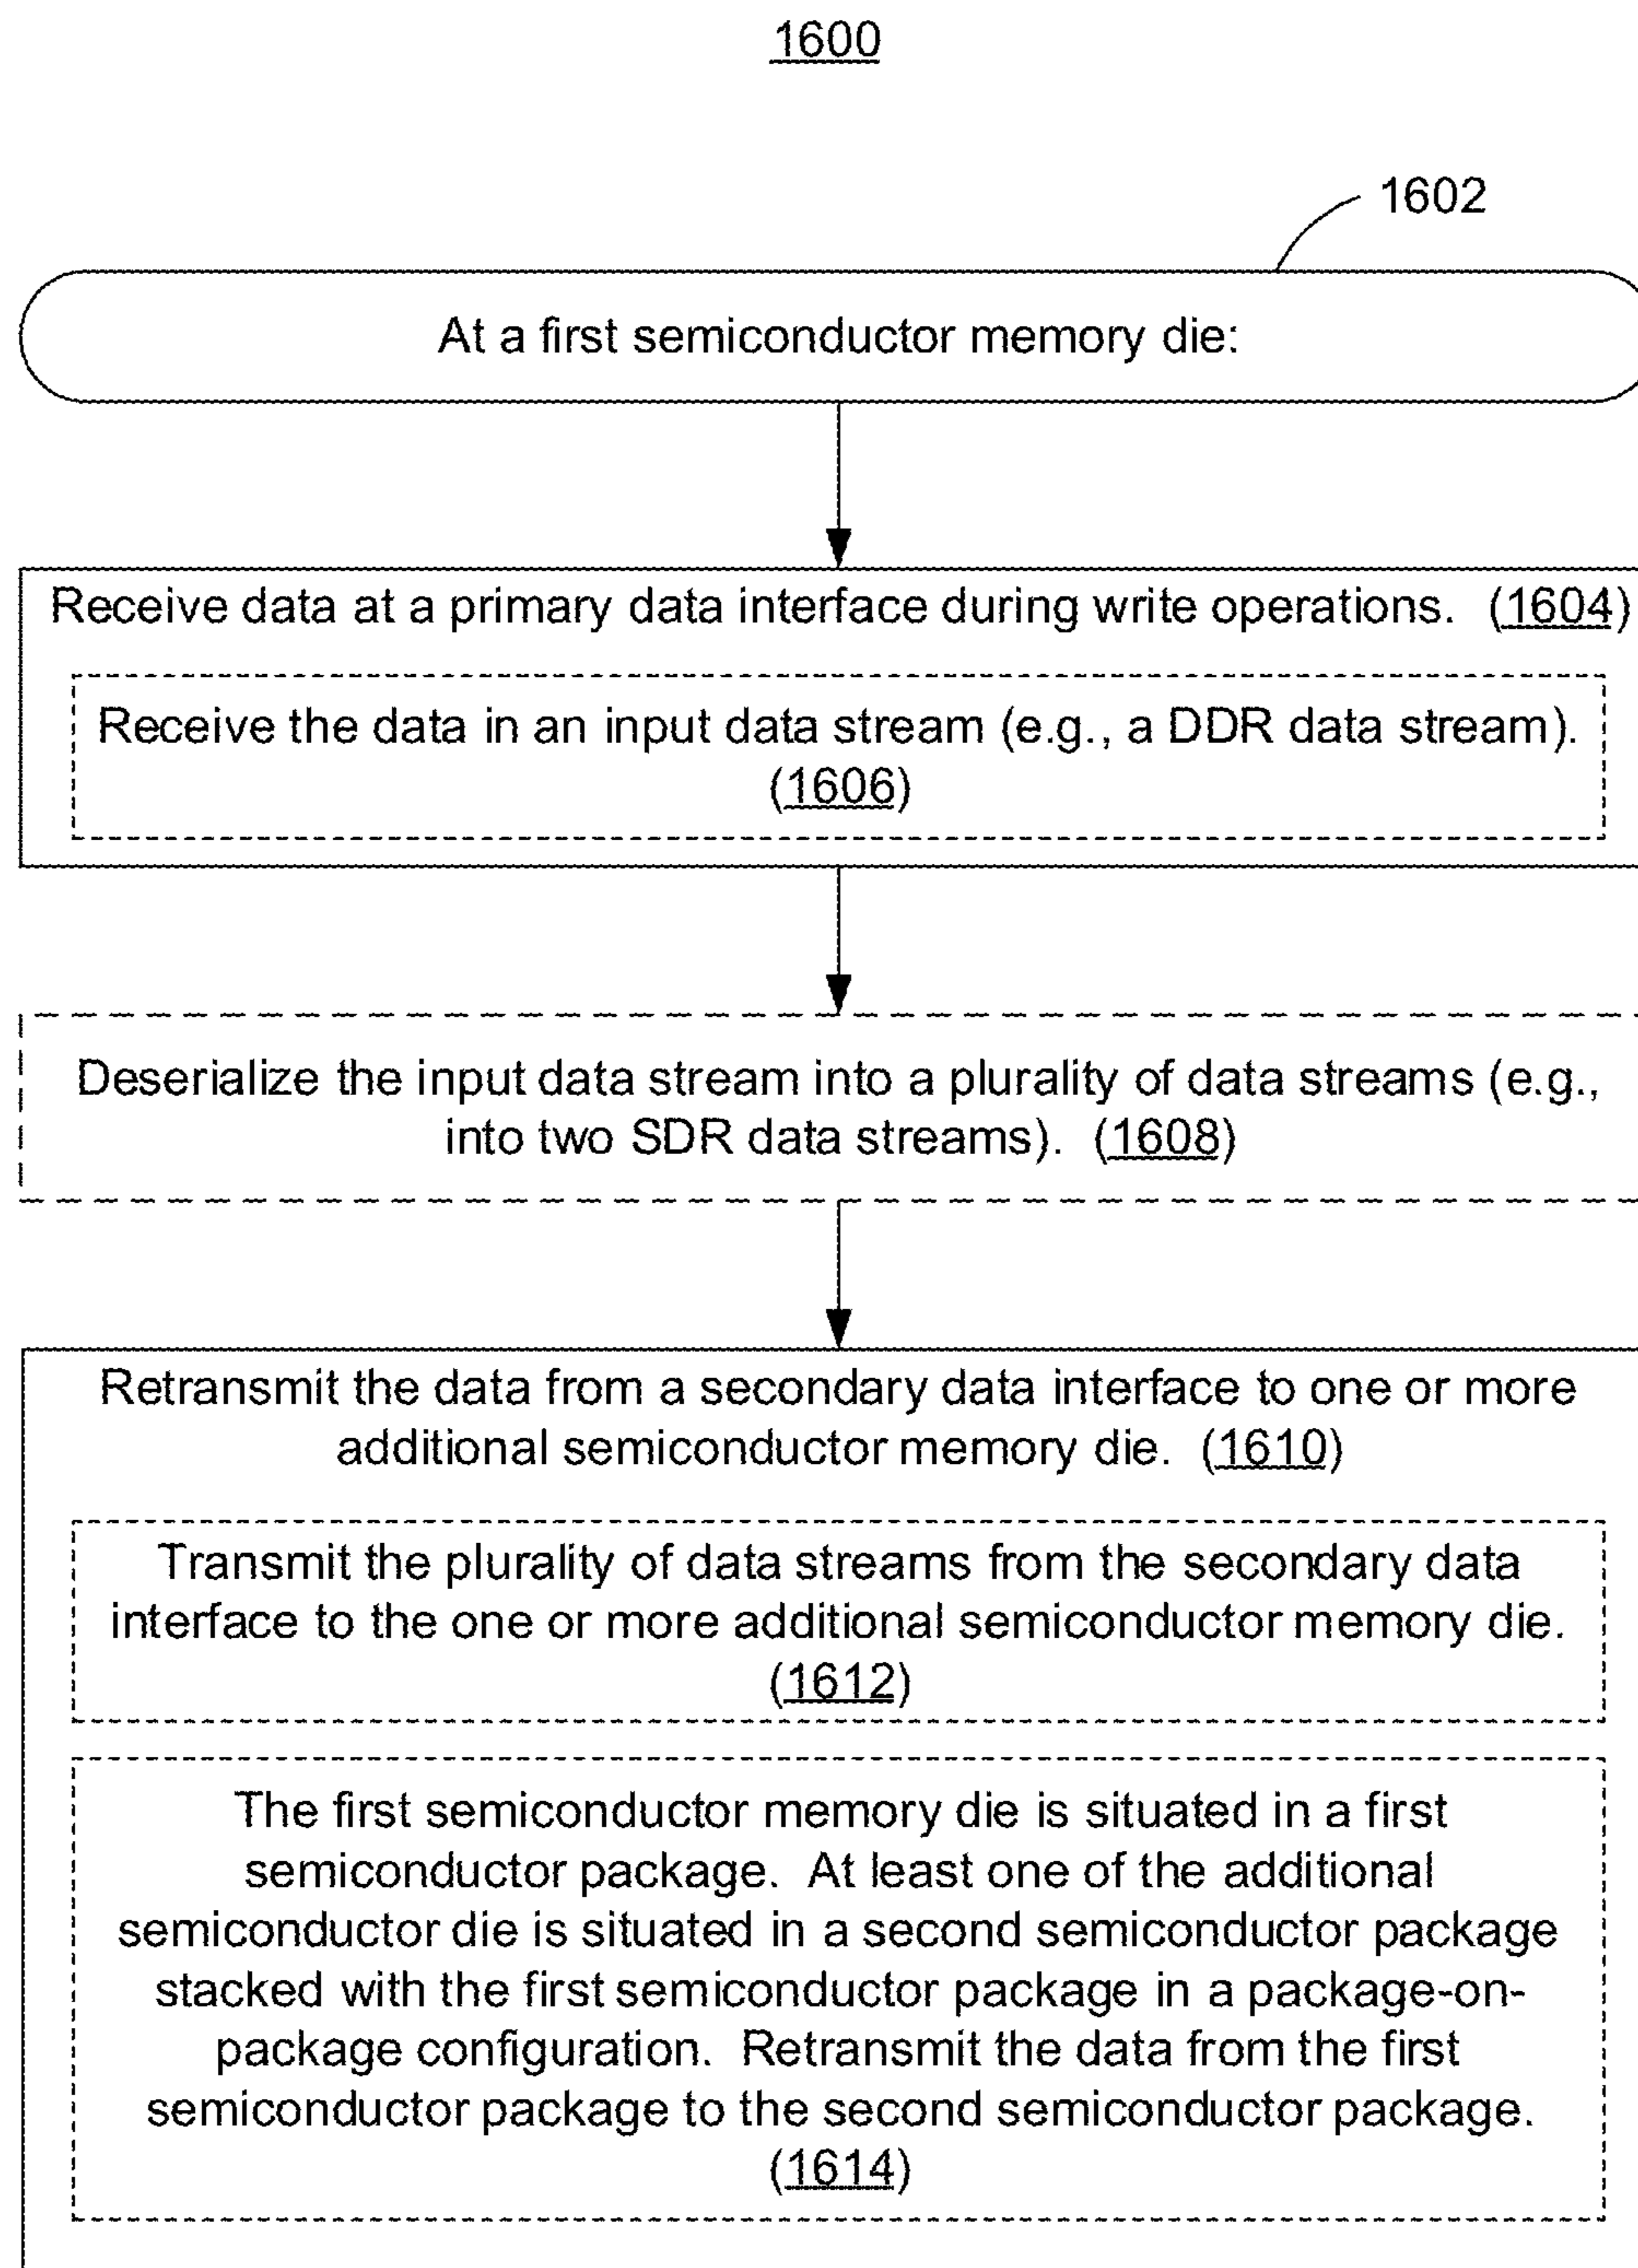 1600
1602
At a first semiconductor memory die:
Receive data at a primary data interface during write operations. (1604)
Receive the data in an input data stream (e.g., a DDR data stream).
(1606)
Deserialize the input data stream into a plurality of data streams (e.g.,
into two SDR data streams). (1608)
Retransmit the data from a secondary data interface to one or more
additional semiconductor memory die. (1610)
Transmit the plurality of data streams from the secondary data
interface to the one or more additional semiconductor memory die.
(1612)
The first semiconductor memory die is situated in a first
semiconductor package. At least one of the additional
semiconductor die is situated in a second semiconductor package
stacked with the first semiconductor package in a package-on-
package configuration. Retransmit the data from the first
semiconductor package to the second semiconductor package.
(1614)